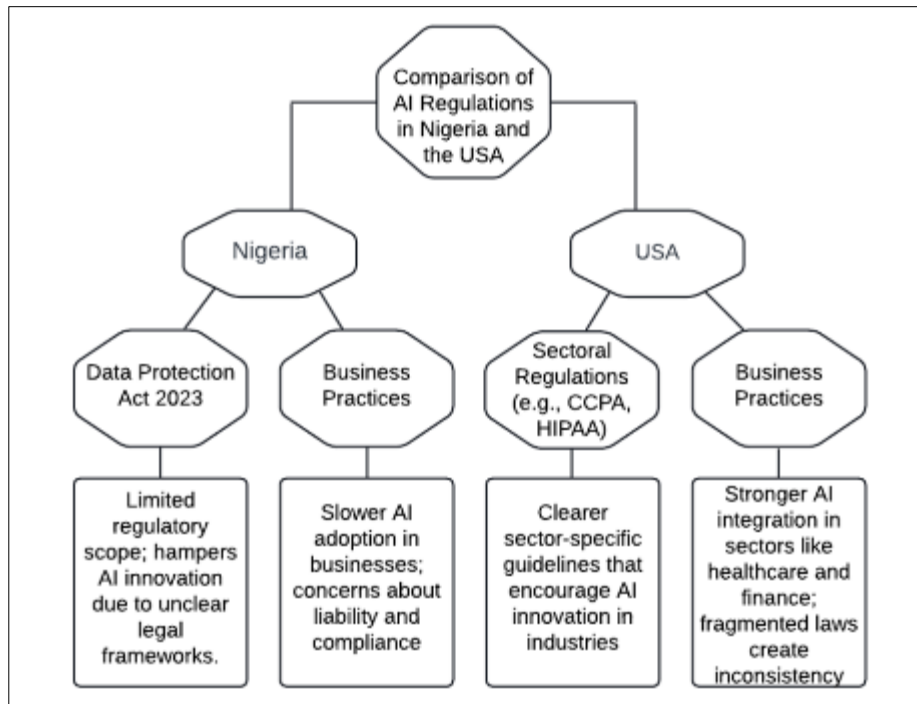 Comparison of
AI Regulations
in Nigeria and
the USA
Nigeria
USA
Data Protection
Act 2023
Business
Practices
Sectoral
Regulations
(e.g., CCPA,
HIPAA)
Business
Practices
Limited
regulatory
scope; hampers
AI innovation
due to unclear
legal
frameworks.
Slower AI
adoption in
businesses;
concerns about
liability and
compliance
Clearer
sector-specific
guidelines that
encourage AI
innovation in
industries
Stronger AI
integration in
sectors like
healthcare and
finance;
fragmented laws
create
inconsistency